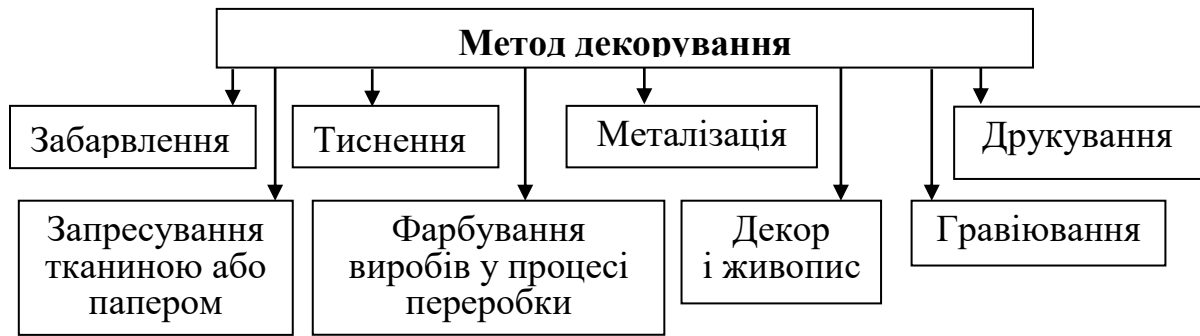 Метод декорування
Забарвлення
Тиснення
Металізація
Друкування
Запресування
тканиною або
папером
Фарбування
виробів у процесі
переробки
Декор
і живопис
Гравіювання